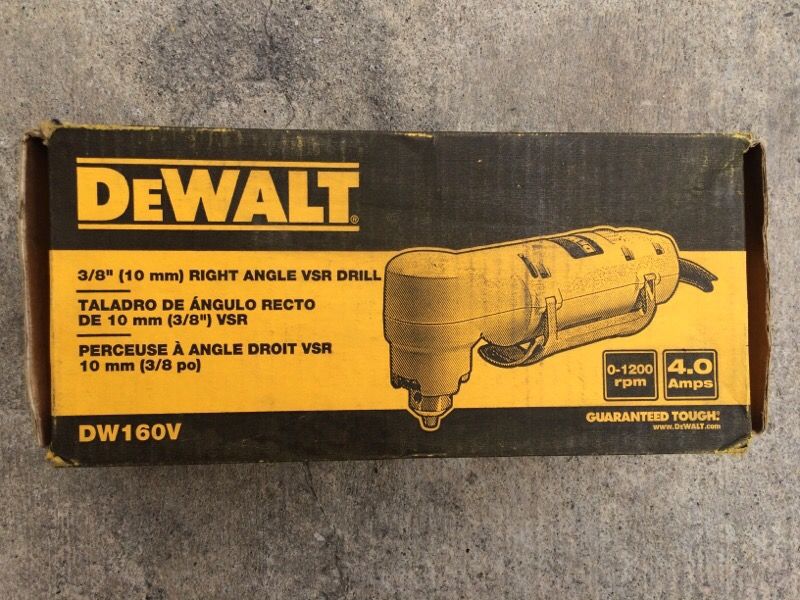 DEWALT®
3/8" (10 mm) RIGHT ANGLE VSR DRILL
TALADRO DE ÁNGULO RECTO
DE 10 mm (3/8") VSR
PERCEUSE À ANGLE DROIT VSR
10 mm (3/8 po)
DW160V
DEWALT
0-1200
rpm
4.0
Amps
GUARANTEED TOUGH.
www.DEWALT.com